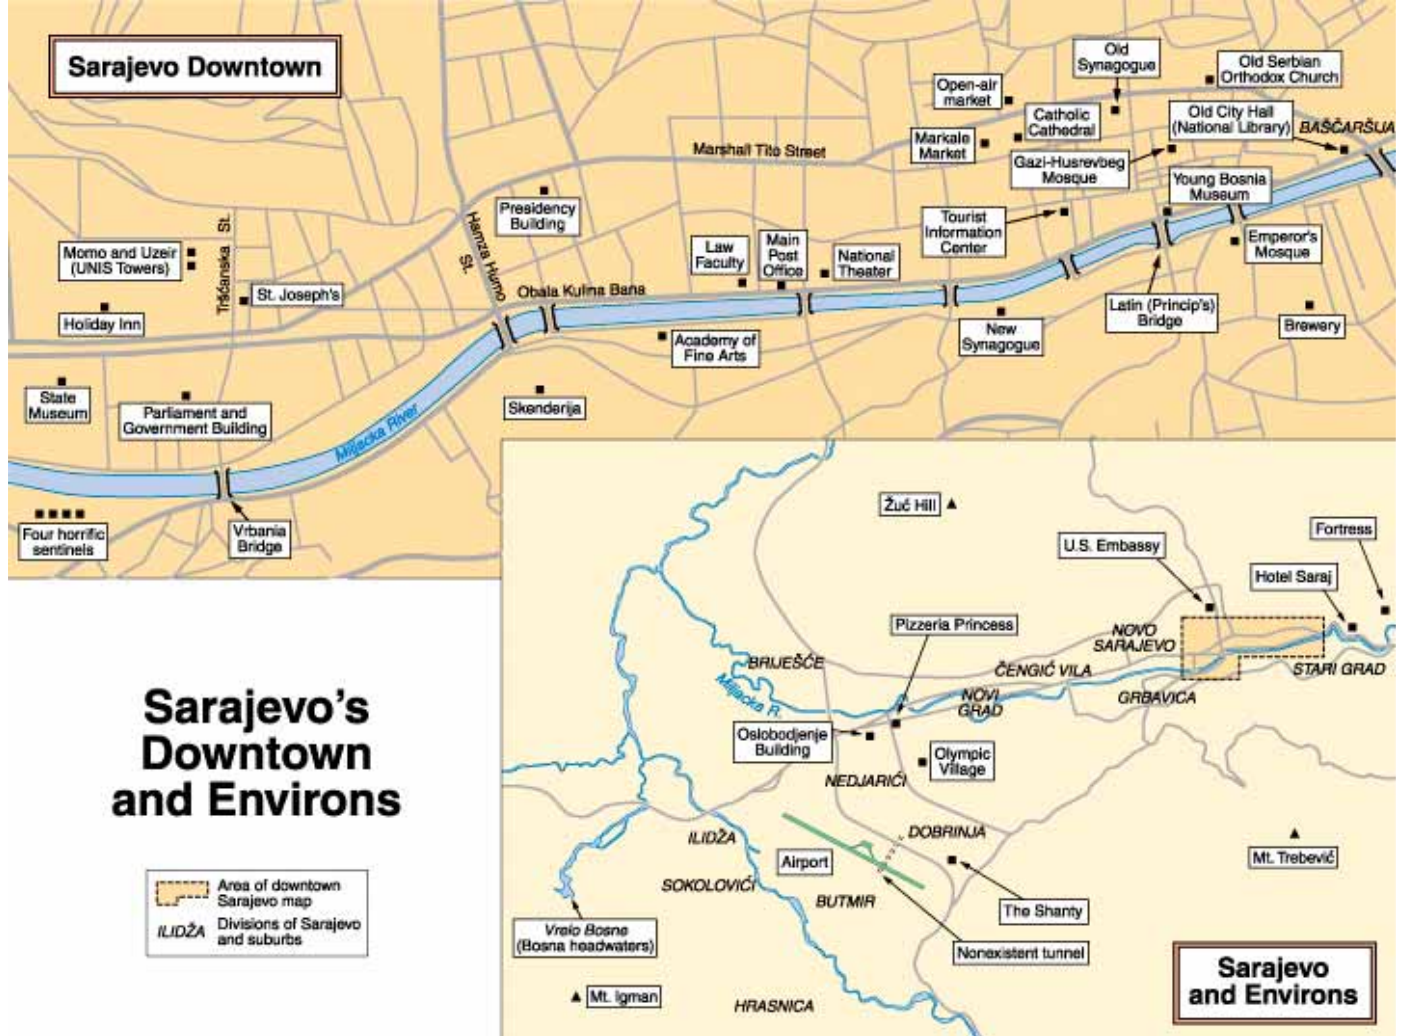 Sarajevo Downtown
Old
Synagogue
Old Serbian
Orthodox Church
Open-air
market
Catholic
Cathedral
Old City Hall
(National Library)
BAŠČARŠIJA
Markale
Market
Marshall Tito Street
Gazi-Husrevbeg
Mosque
Young Bosnia
Museum
Presidency
Building
Tourist
Information
Center
Hamza Humo
St.
Tršćanska St.
Momo and Uzeir
(UNIS Towers)
Law
Faculty
Main
Post
Office
National
Theater
Emperor's
Mosque
St. Joseph's
Obala Kulina Bana
Holiday Inn
Latin (Princip's)
Bridge
Brewery
New
Synagogue
Academy of
Fine Arts
State
Museum
Parliament and
Government Building
Skenderija
Miljacka River
Four horrific
sentinels
Vrbania
Bridge
Žuć Hill
Fortress
U.S. Embassy
Hotel Saraj
Pizzeria Princess
NOVO
SARAJEVO
BRIJEŠĆE
ČENGIĆ VILA
STARI GRAD
Miljacka R.
NOVI
GRAD
GRBAVICA
Oslobodjenje
Building
Olympic
Village
NEDJARIĆI
ILIDŽA
DOBRINJA
Airport
Mt. Trebević
SOKOLOVIĆI
BUTMIR
The Shanty
Vrelo Bosne
(Bosna headwaters)
Nonexistent tunnel
Mt. Igman
HRASNICA
Sarajevo
and Environs
Sarajevo's
Downtown
and Environs
Area of downtown
Sarajevo map
ILIDŽA
Divisions of Sarajevo
and suburbs